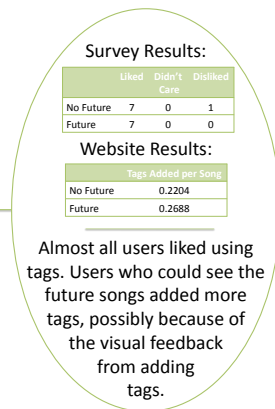 Survey Results:
Liked Didn't Disliked
Care
No Future 7 0 1
Future 7 0 0
Website Results:
Tags Added per Song
No Future 0.2204
Future 0.2688
Almost all users liked using
tags. Users who could see the
future songs added more
tags, possibly because of
the visual feedback
from adding
tags.